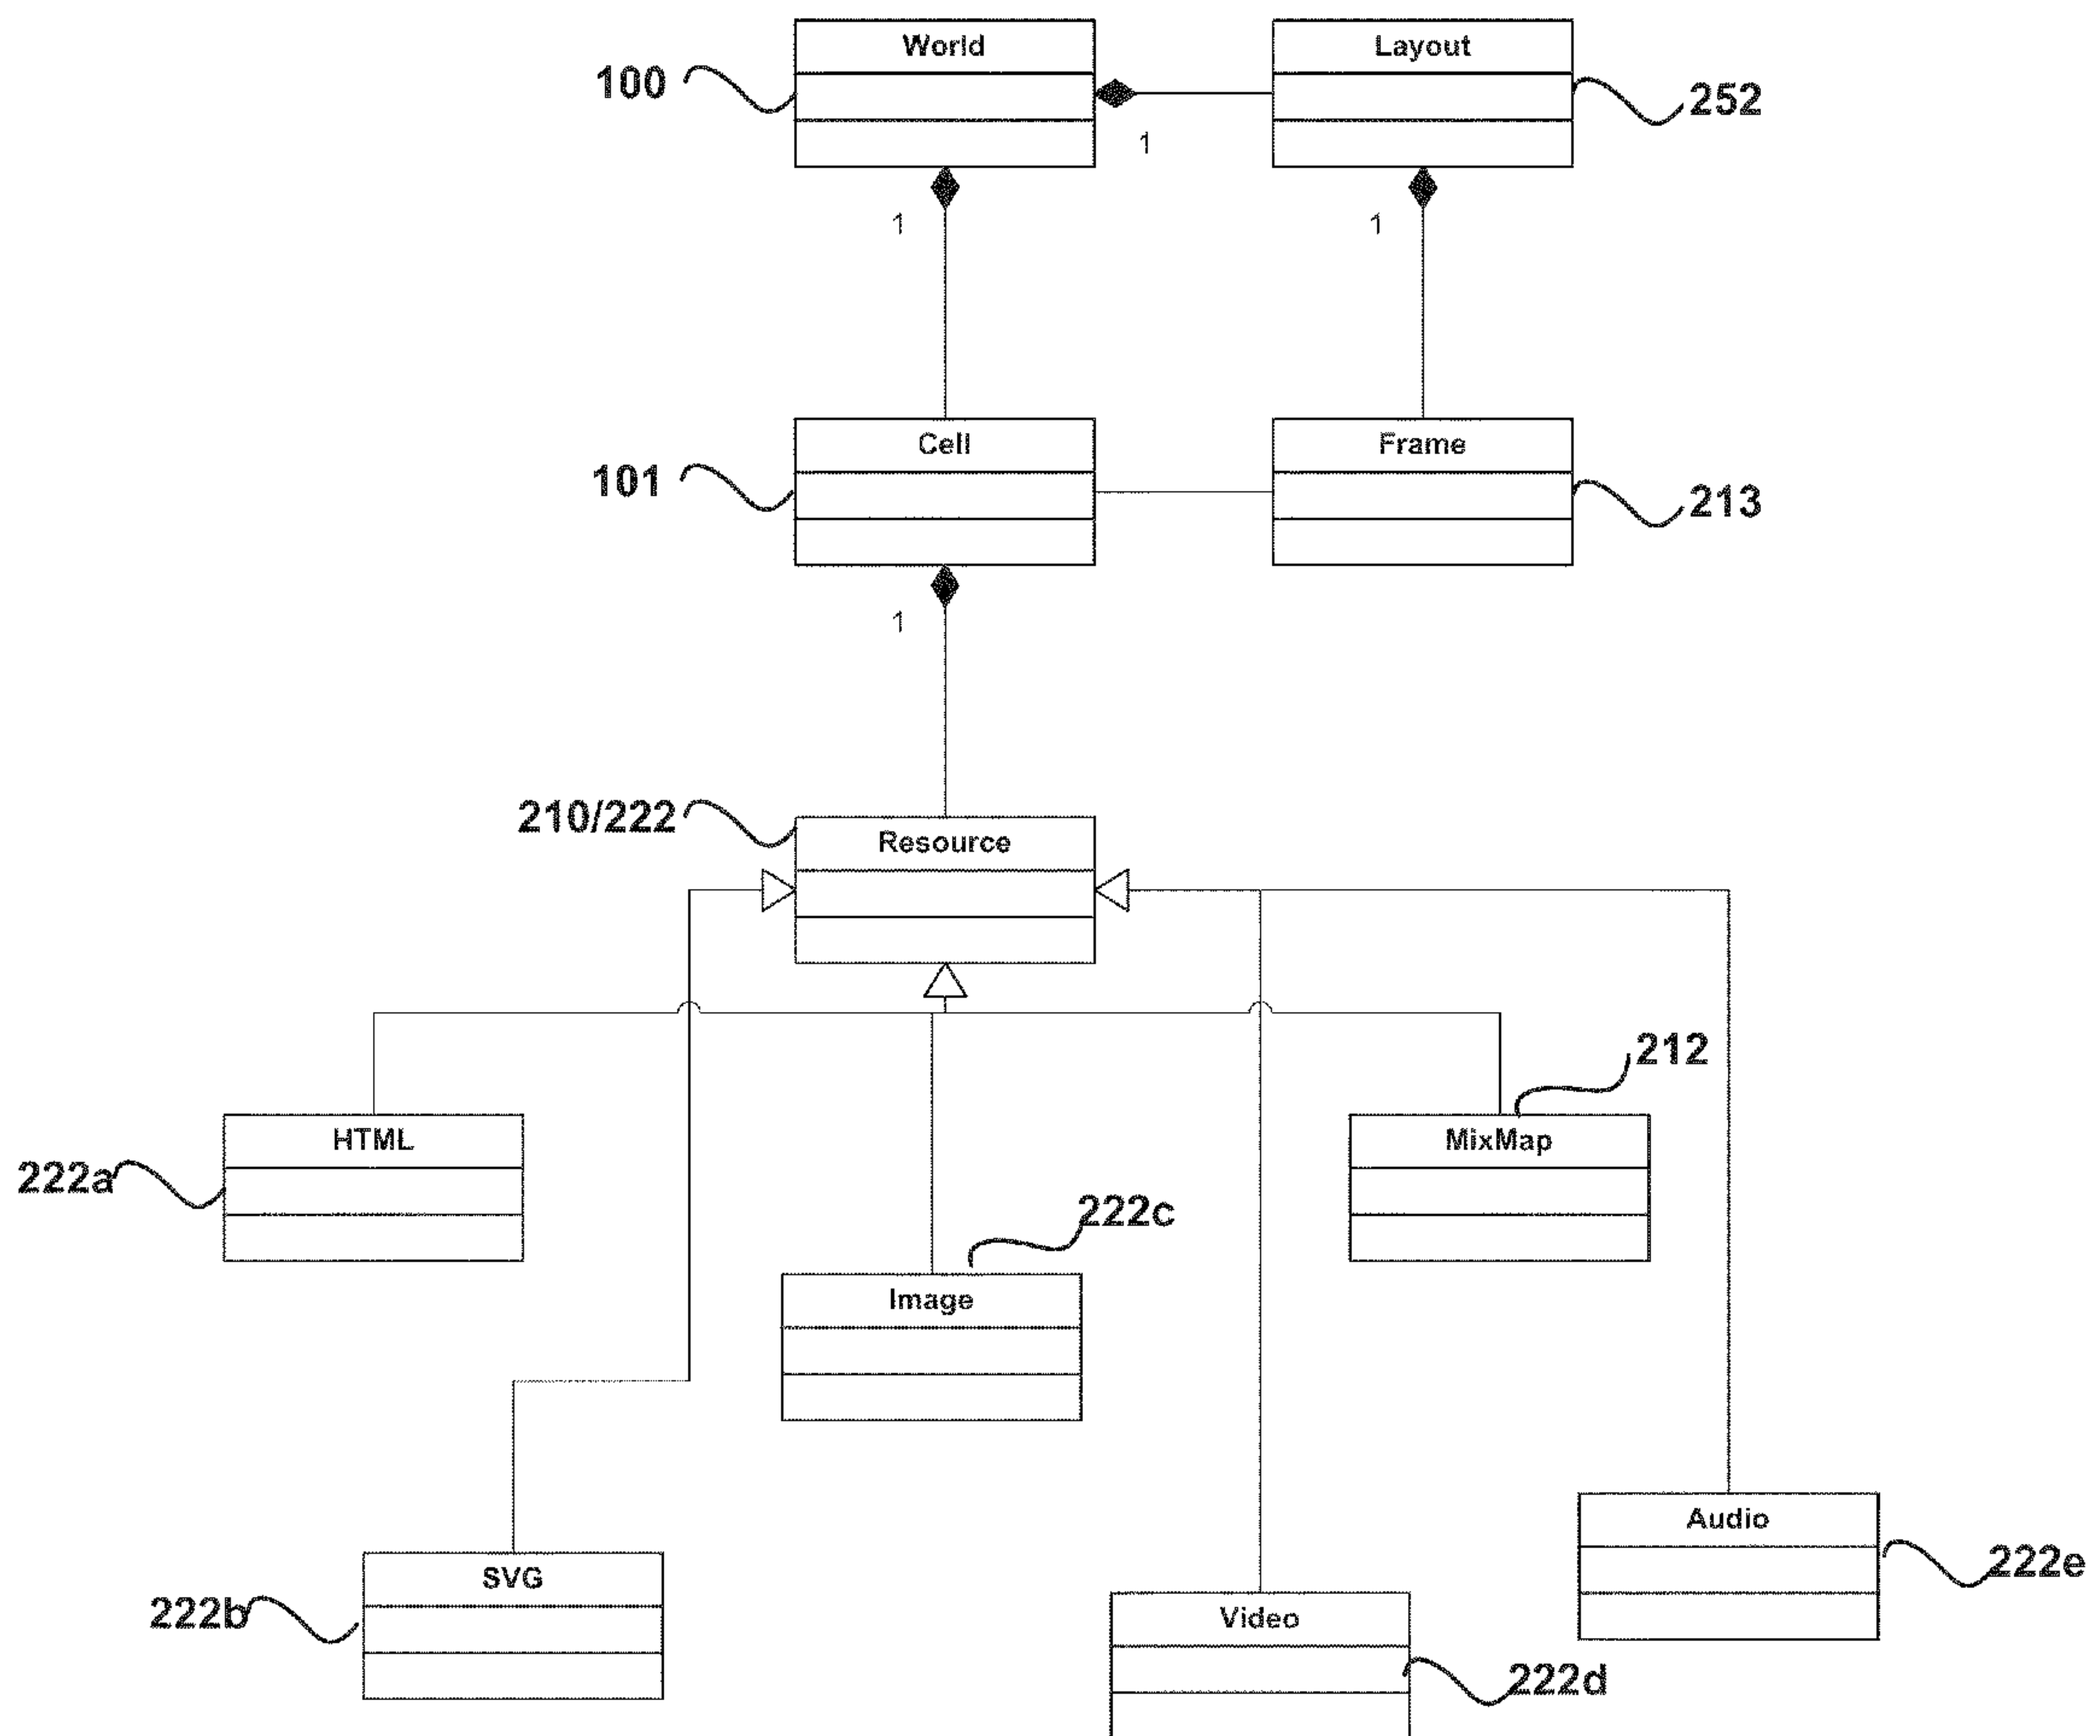 World
Layout
100
252
1
1
1
Cell
Frame
101
213
1
210/222
Resource
212
HTML
MixMap
222a
222c
Image
Audio
222e
SVG
222b
Video
222d